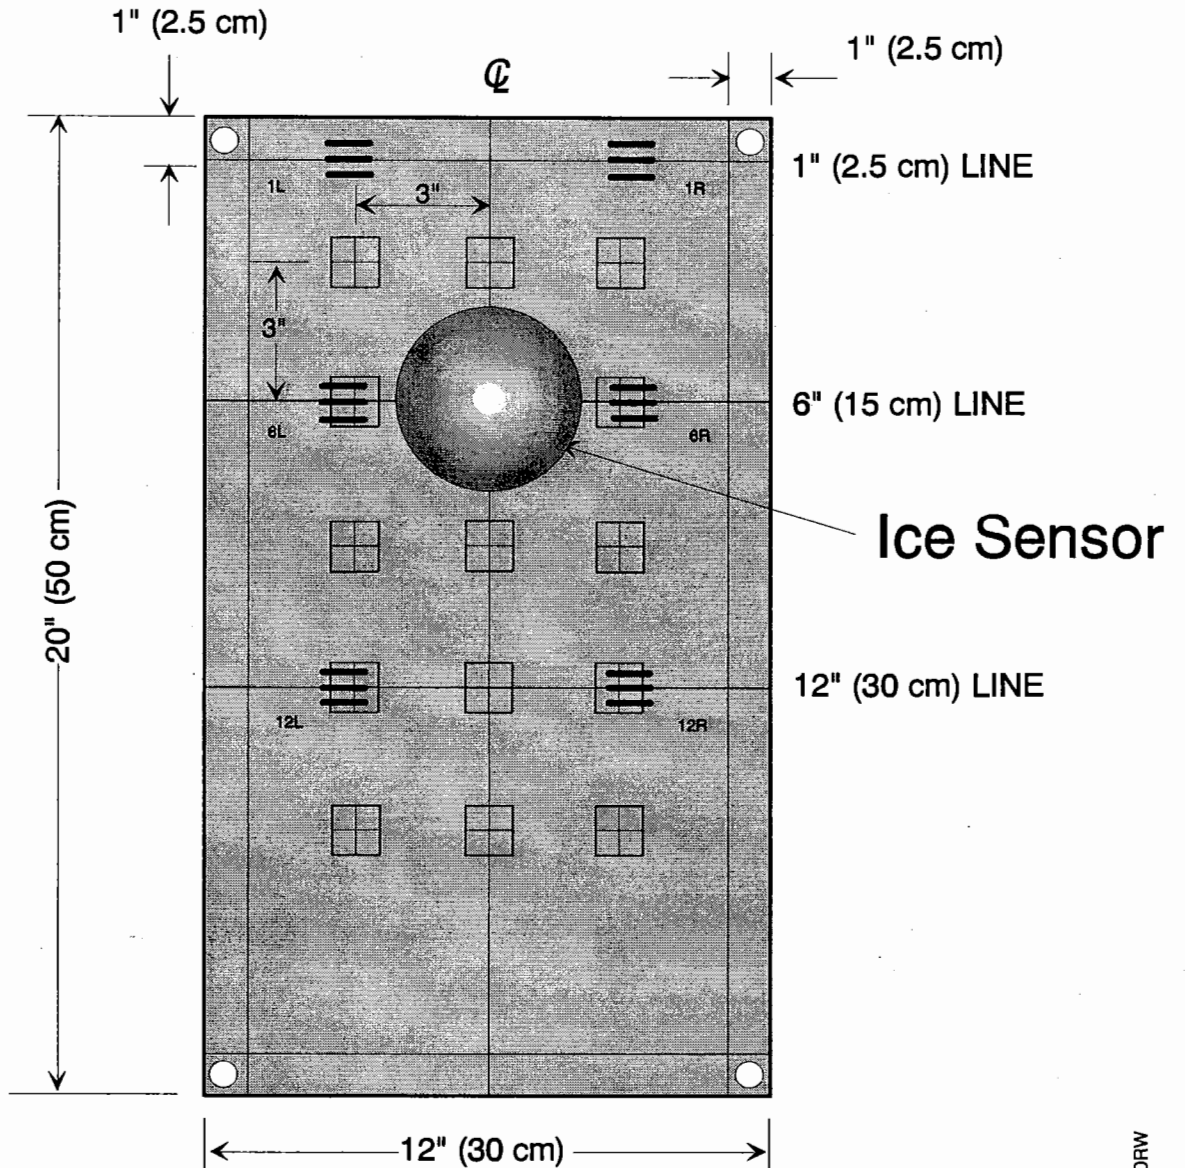 1" (2.5 cm)
1" (2.5 cm)
℄
1" (2.5 cm) LINE
1L
1R
3"
3"
6" (15 cm) LINE
6L
6R
Ice Sensor
20" (50 cm)
12" (30 cm) LINE
12L
12R
12" (30 cm)
DRW